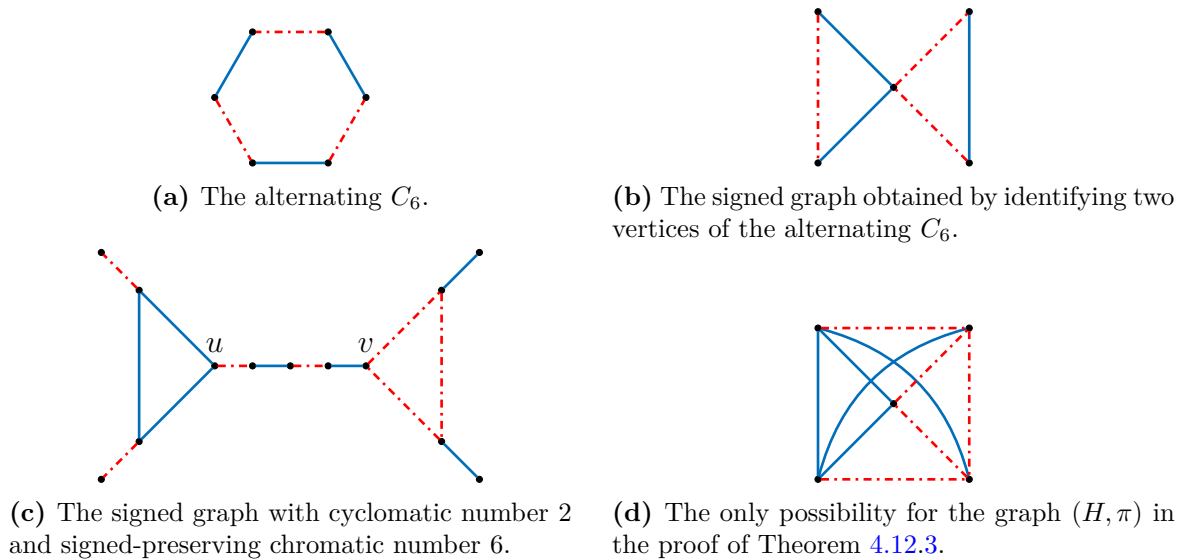 (a) The alternating C₆.
(b) The signed graph obtained by identifying two
vertices of the alternating C₆.
u
v
(c) The signed graph with cyclomatic number 2
and signed-preserving chromatic number 6.
(d) The only possibility for the graph (H, π) in
the proof of Theorem 4.12.3.